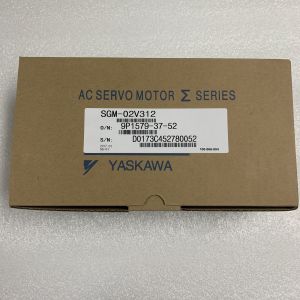 AC SERVO MOTOR Σ SERIES
SGM-02V312
O/N: 9P1579-37-52
S/N: D0173C452780052
YASKAWA